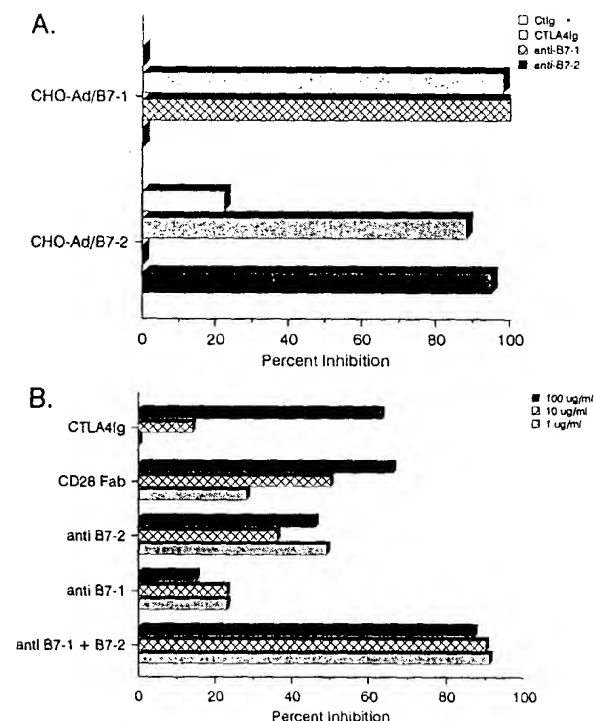 A.
CtIg
CTLA4Ig
anti-B7-1
anti-B7-2
CHO-Ad/B7-1
CHO-Ad/B7-2
0 20 40 60 80 100
Percent Inhibition
B.
100 ug/ml
10 ug/ml
1 ug/ml
CTLA4Ig
CD28 Fab
anti B7-2
anti B7-1
anti B7-1 + B7-2
0 20 40 60 80 100
Percent Inhibition